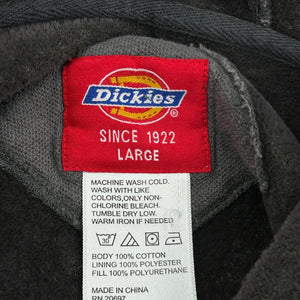 Dickies®
SINCE 1922
LARGE
MACHINE WASH COLD.
WASH WITH LIKE
COLORS,ONLY NON-
CHLORINE BLEACH.
TUMBLE DRY LOW.
WARM IRON IF NEEDED
30
BODY 100% COTTON
LINING 100% POLYESTER
FILL 100% POLYURETHANE
MADE IN CHINA
RN 20697